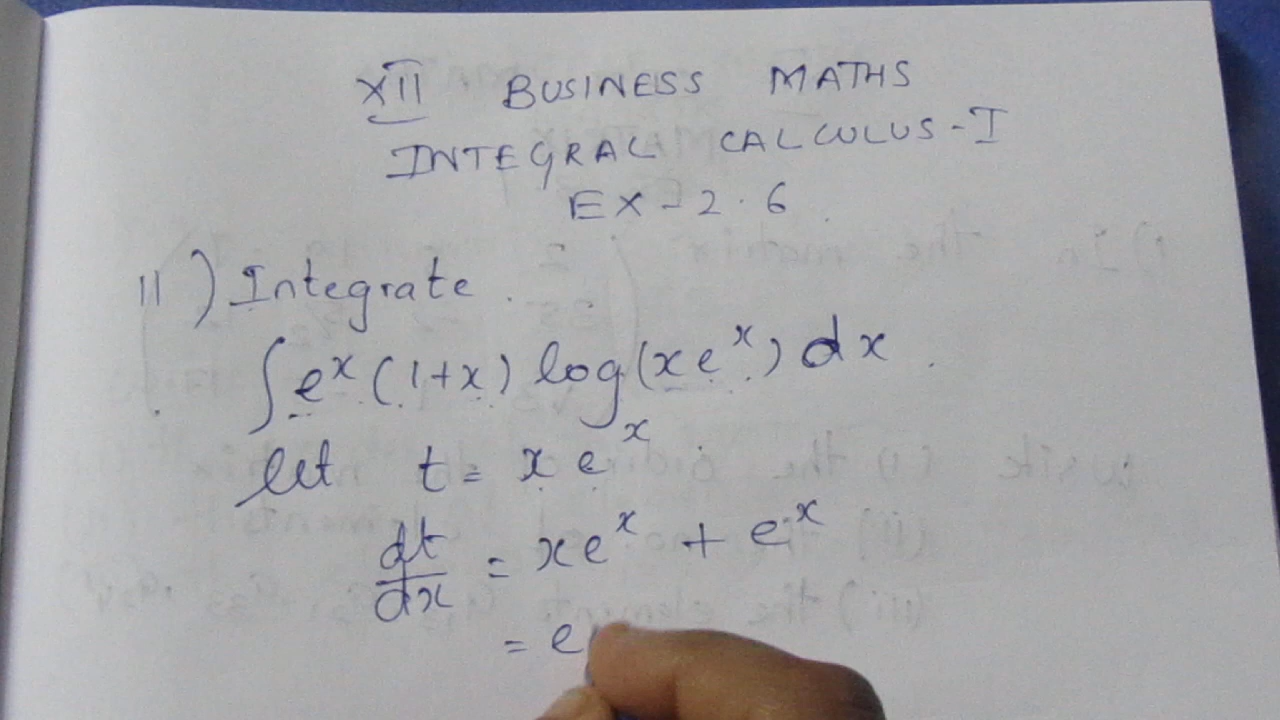 XII BUSINESS MATHS
INTEGRAL CALCULUS-I
EX-2.6.
11) Integrate.
∫eˣ(1+x) log(xeˣ) dx.
let t = x eˣ
dt/dx = xeˣ + eˣ
= e